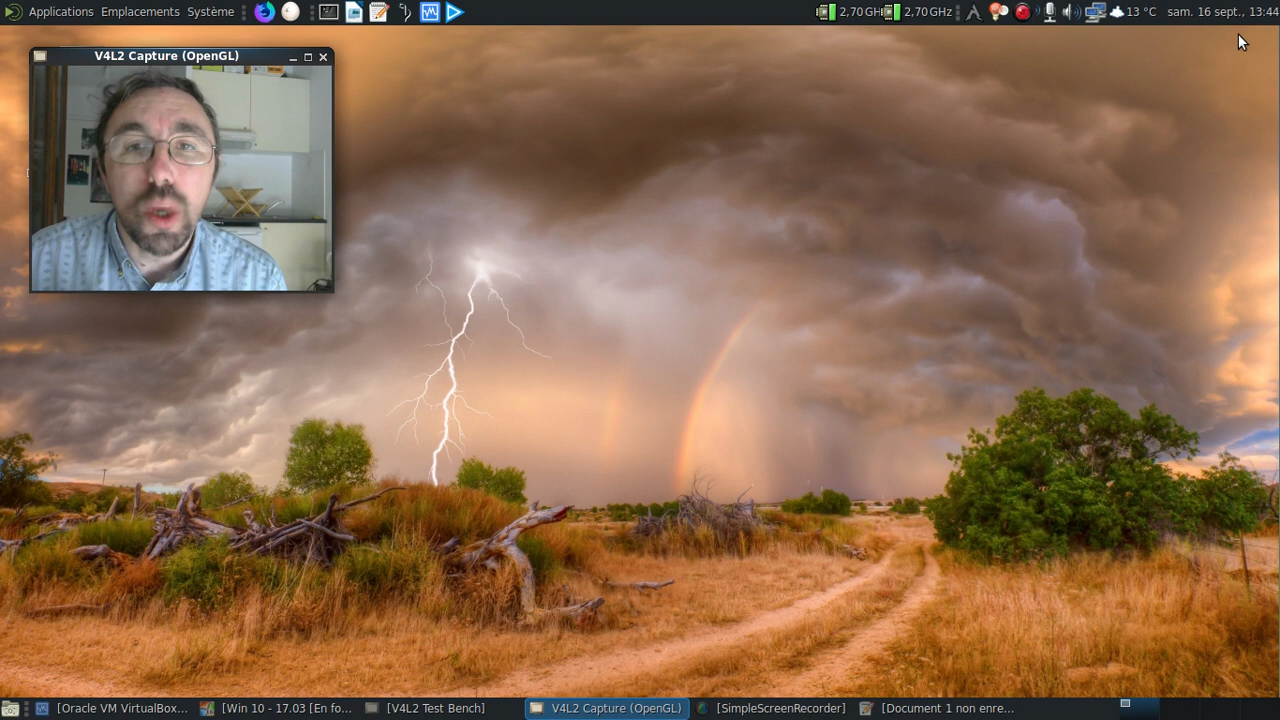 Applications Emplacements Système 2,70 GHz 2,70 GHz 13 °C sam. 16 sept., 13:44
V4L2 Capture (OpenGL)
[Oracle VM VirtualBox... [Win 10 - 17.03 [En fo... [V4L2 Test Bench] V4L2 Capture (OpenGL) [SimpleScreenRecorder] [Document 1 non enre...